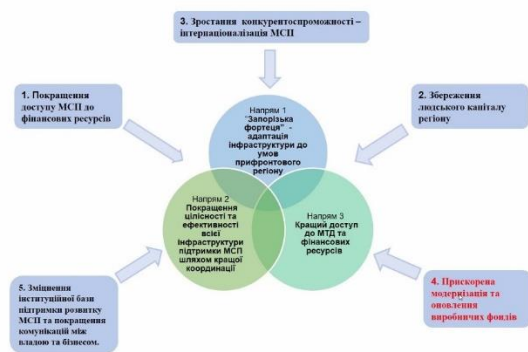 3. Зростання конкурентоспроможності –
інтернаціоналізація МСП
1. Покращення
доступу МСП до
фінансових ресурсів
2. Збереження
людського капіталу
регіону
Напрям 1
"Запорізька
фортеця" -
адаптація
інфраструктури до
умов
прифронтового
регіону
Напрям 2
Покращення
цілісності та
ефективності
всієї
інфраструктури
підтримки МСП
шляхом кращої
координації
Напрям 3
Кращий доступ
до МТД та
фінансових
ресурсів
5. Зміцнення
інституційної бази
підтримки розвитку
МСП та покращення
комунікацій між
владою та бізнесом.
4. Прискорена
модернізація та
оновлення
виробничих фондів